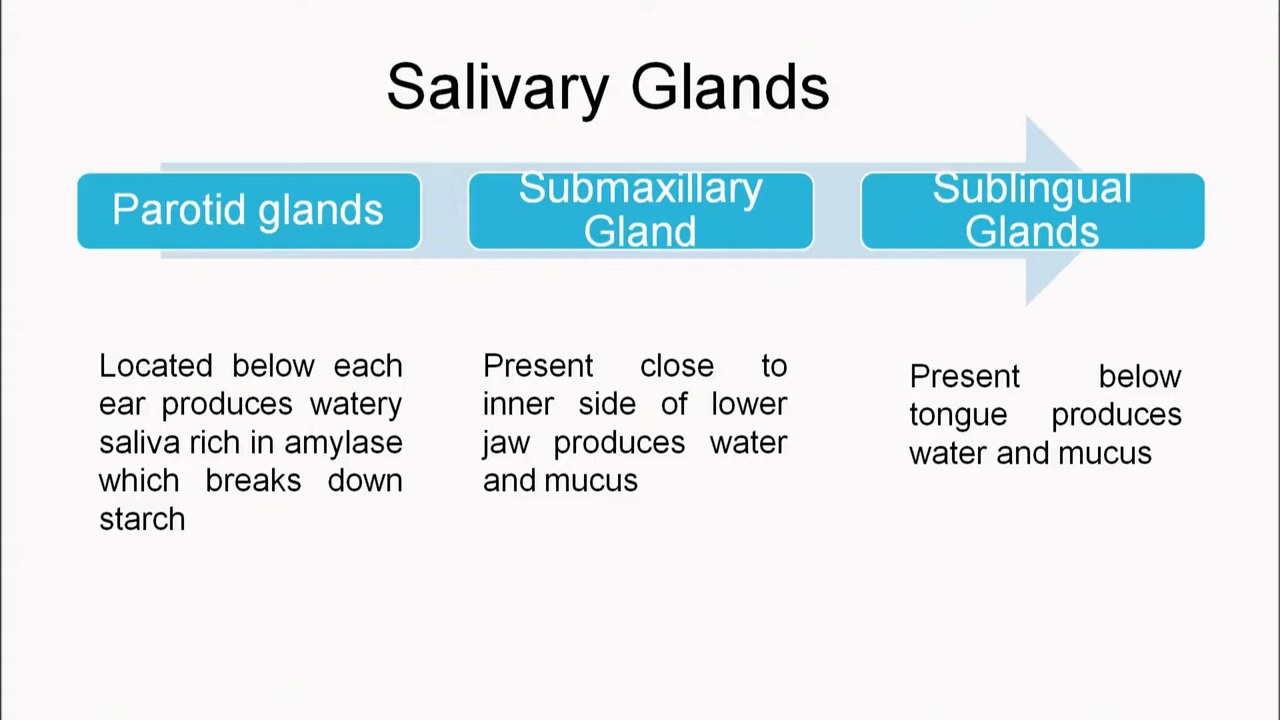 Salivary Glands
Parotid glands
Submaxillary
Gland
Sublingual
Glands
Located below each
ear produces watery
saliva rich in amylase
which breaks down
starch
Present close to
inner side of lower
jaw produces water
and mucus
Present below
tongue produces
water and mucus